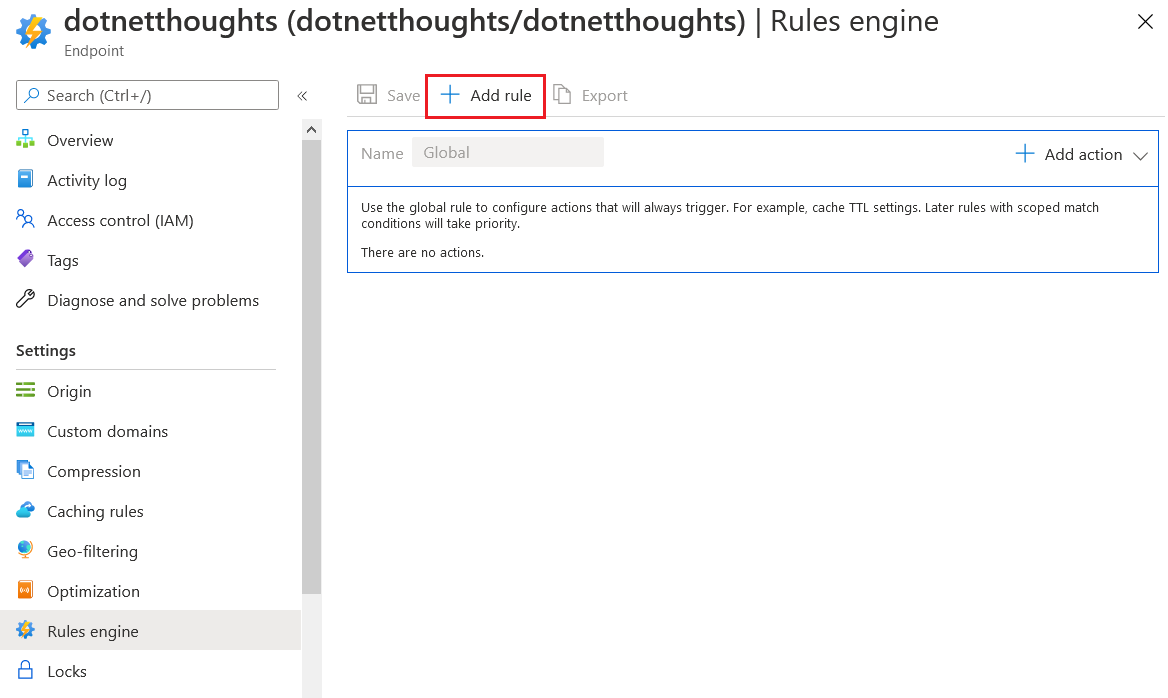 dotnetthoughts (dotnetthoughts/dotnetthoughts) | Rules engine
Endpoint
Search (Ctrl+/)
«
Overview
Activity log
Access control (IAM)
Tags
Diagnose and solve problems
Settings
Origin
Custom domains
Compression
Caching rules
Geo-filtering
Optimization
Rules engine
Locks
Save
Add rule
Export
Name Global
Add action
Use the global rule to configure actions that will always trigger. For example, cache TTL settings. Later rules with scoped match
conditions will take priority.
There are no actions.